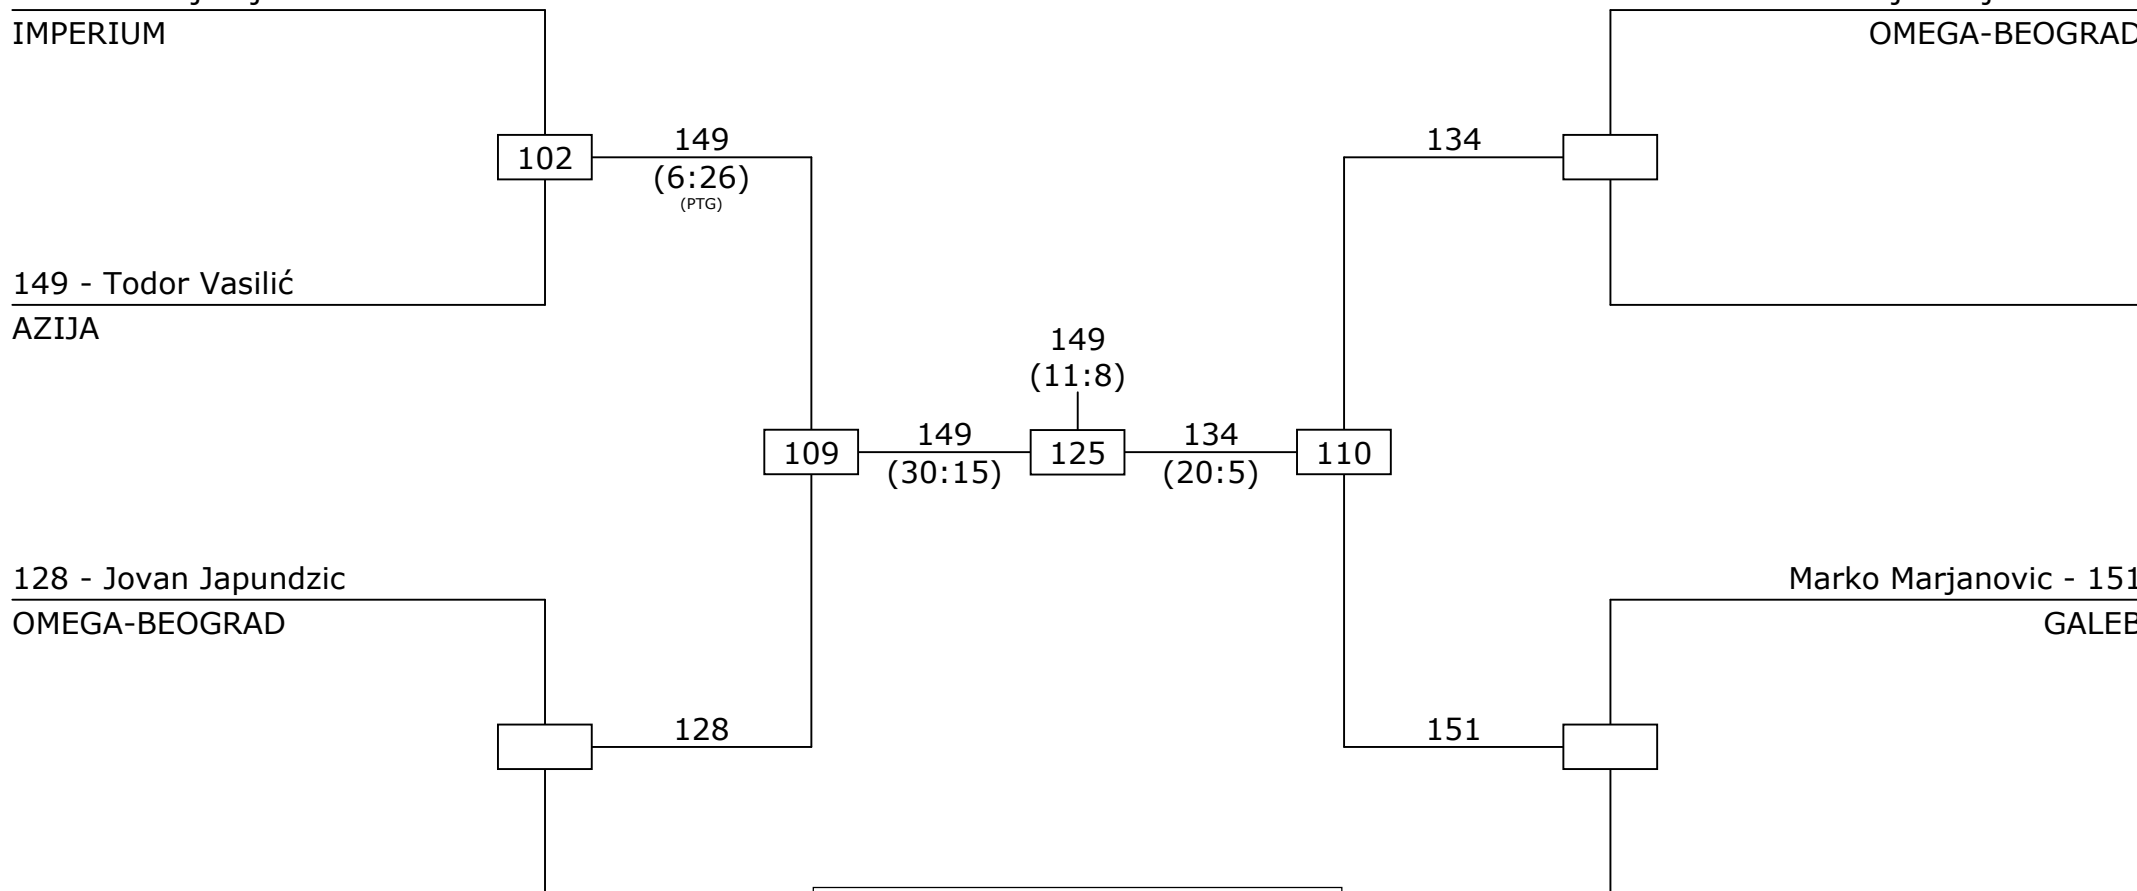 IMPERIUM
OMEGA-BEOGRAD
102
149
(6:26)
(PTG)
134
149 - Todor Vasilić
AZIJA
149
(11:8)
109
149
(30:15)
125
134
(20:5)
110
128 - Jovan Japundzic
OMEGA-BEOGRAD
Marko Marjanovic - 151
GALEB
128
151